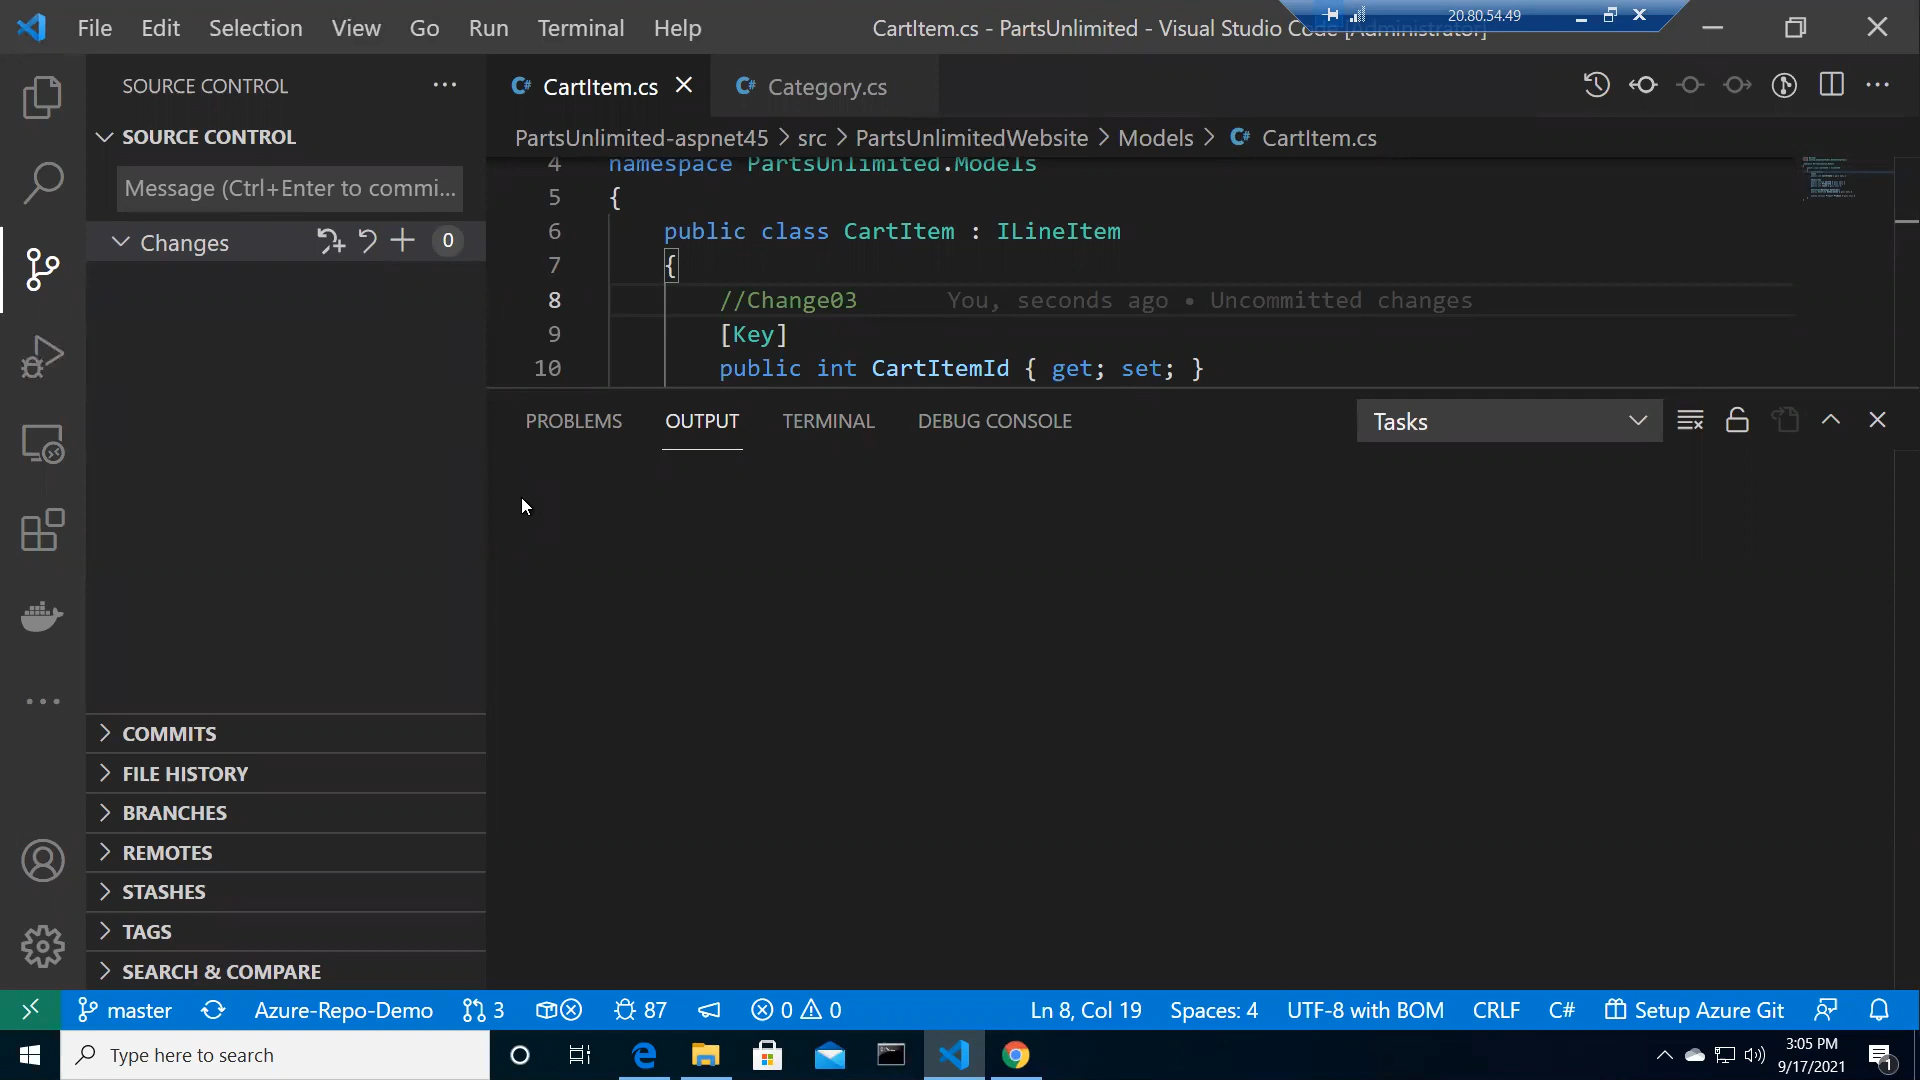 File Edit Selection View Go Run Terminal Help
CartItem.cs - PartsUnlimited - Visual Studio Code [Administrator]
20.80.54.49
SOURCE CONTROL
CartItem.cs
Category.cs
SOURCE CONTROL
PartsUnlimited-aspnet45 > src > PartsUnlimitedWebsite > Models > CartItem.cs
Message (Ctrl+Enter to commi...
Changes 0
4 namespace PartsUnlimited.Models
5 {
6 public class CartItem : ILineItem
7 {
8 //Change03 You, seconds ago • Uncommitted changes
9 [Key]
10 public int CartItemId { get; set; }
PROBLEMS OUTPUT TERMINAL DEBUG CONSOLE
Tasks
COMMITS
FILE HISTORY
BRANCHES
REMOTES
STASHES
TAGS
SEARCH & COMPARE
master Azure-Repo-Demo 3 87 0 0 Ln 8, Col 19 Spaces: 4 UTF-8 with BOM CRLF C# Setup Azure Git
Type here to search
3:05 PM
9/17/2021
1